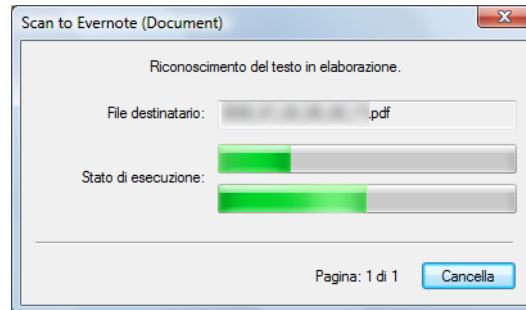 Scan to Evernote (Document)
Riconoscimento del testo in elaborazione.
File destinatario: .pdf
Stato di esecuzione:
Pagina: 1 di 1 Cancella